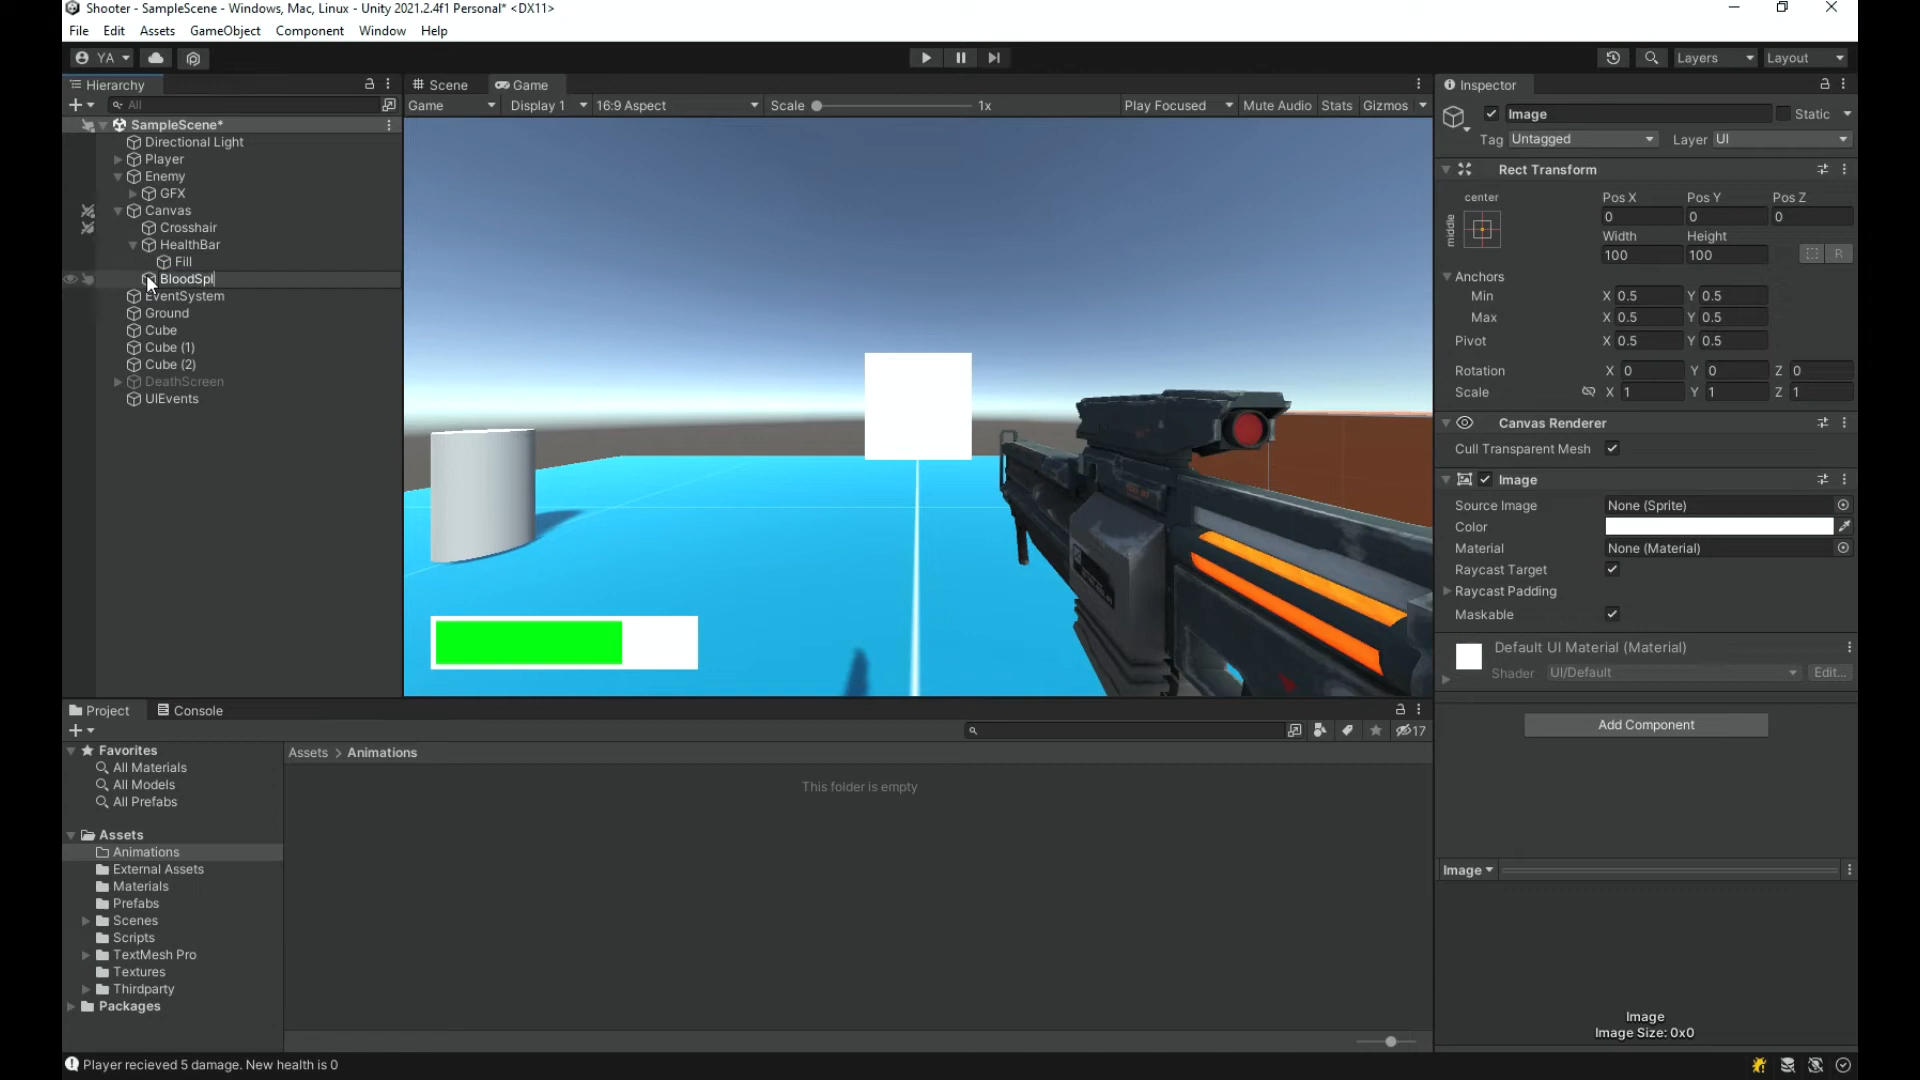 Shooter - SampleScene - Windows, Mac, Linux - Unity 2021.2.4f1 Personal* <DX11>
File Edit Assets GameObject Component Window Help
YA Layers Layout
Hierarchy Scene Game Inspector
All Game Display 1 16:9 Aspect Scale 1x Play Focused Mute Audio Stats Gizmos
SampleScene*
Directional Light
Player
Enemy
GFX
Canvas
Crosshair
HealthBar
Fill
BloodSpl
EventSystem
Ground
Cube
Cube (1)
Cube (2)
DeathScreen
UIEvents
Image Static
Tag Untagged Layer UI
Rect Transform
center Pos X Pos Y Pos Z
middle 0 0 0
Width Height
100 100 R
Anchors
Min X 0.5 Y 0.5
Max X 0.5 Y 0.5
Pivot X 0.5 Y 0.5
Rotation X 0 Y 0 Z 0
Scale X 1 Y 1 Z 1
Canvas Renderer
Cull Transparent Mesh
Image
Source Image None (Sprite)
Color
Material None (Material)
Raycast Target
Raycast Padding
Maskable
Default UI Material (Material)
Shader UI/Default Edit...
Add Component
Image
Image
Image Size: 0x0
Project Console
17
Favorites
All Materials
All Models
All Prefabs
Assets
Animations
External Assets
Materials
Prefabs
Scenes
Scripts
TextMesh Pro
Textures
Thirdparty
Packages
Assets > Animations
This folder is empty
Player recieved 5 damage. New health is 0